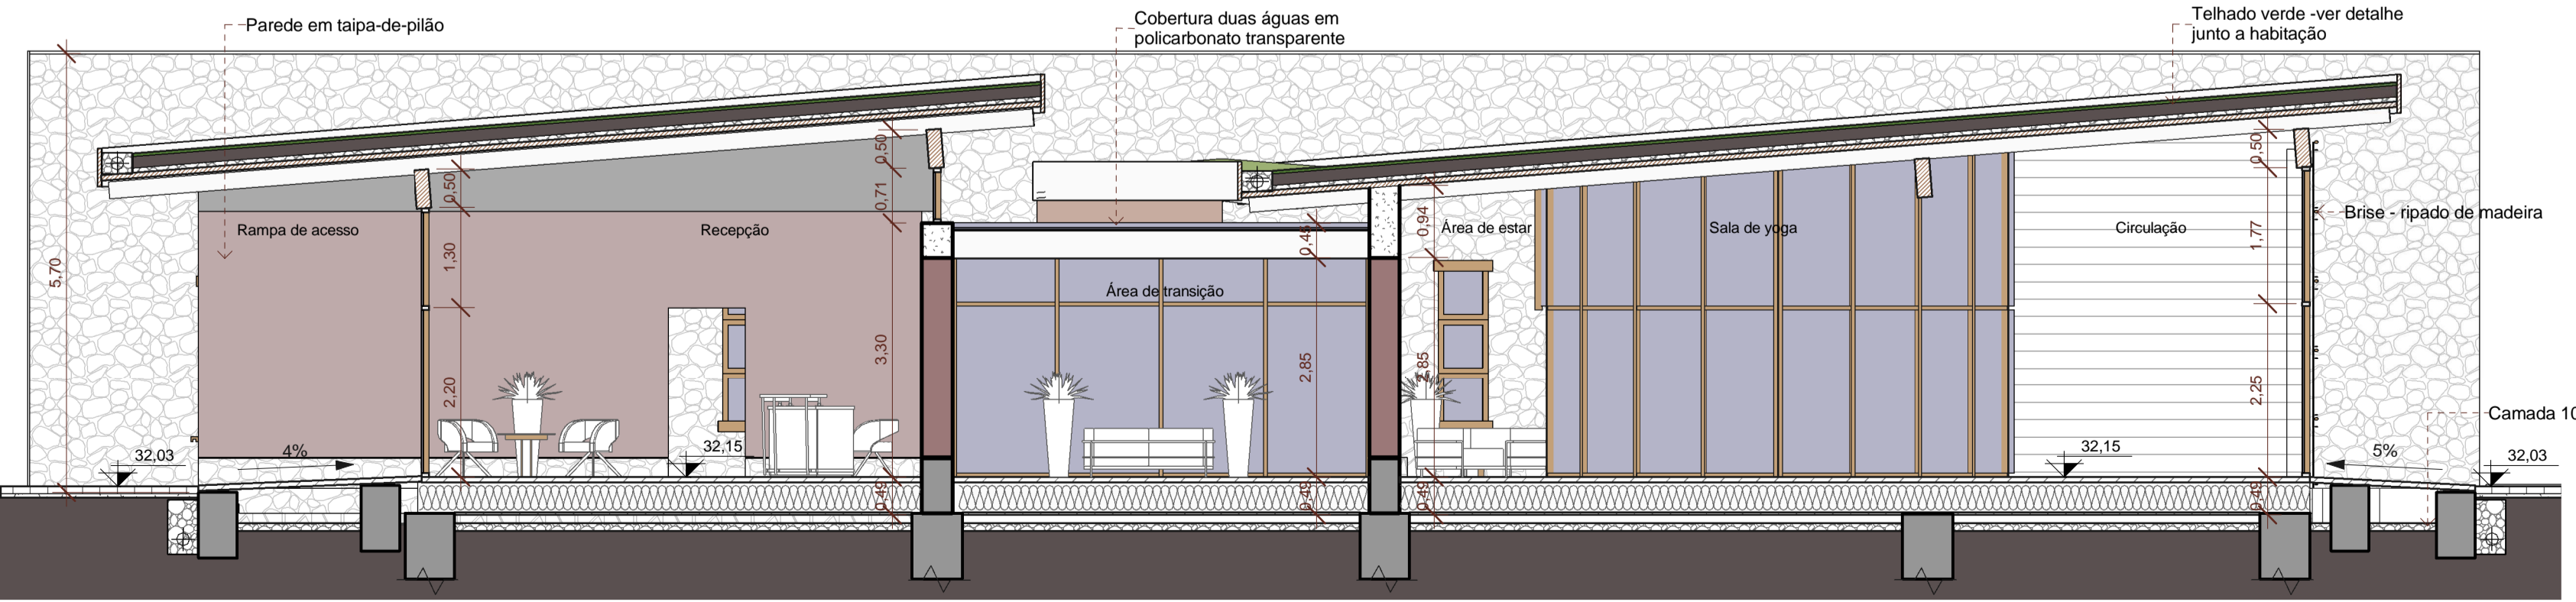 Parede em taipa-de-pilão
Cobertura duas águas em
policarbonato transparente
Telhado verde -ver detalhe
junto a habitação
0,50
0,50
0,50
0,71
Rampa de acesso
Recepção
0,94
Área de estar
Sala de yoga
Circulação
Brise - ripado de madeira
0,45
1,30
1,77
5,70
Área de transição
3,30
2,85
2,85
2,20
2,25
Camada 10
32,03
4%
32,15
32,15
5%
32,03
0,49
0,49
0,49
0,49